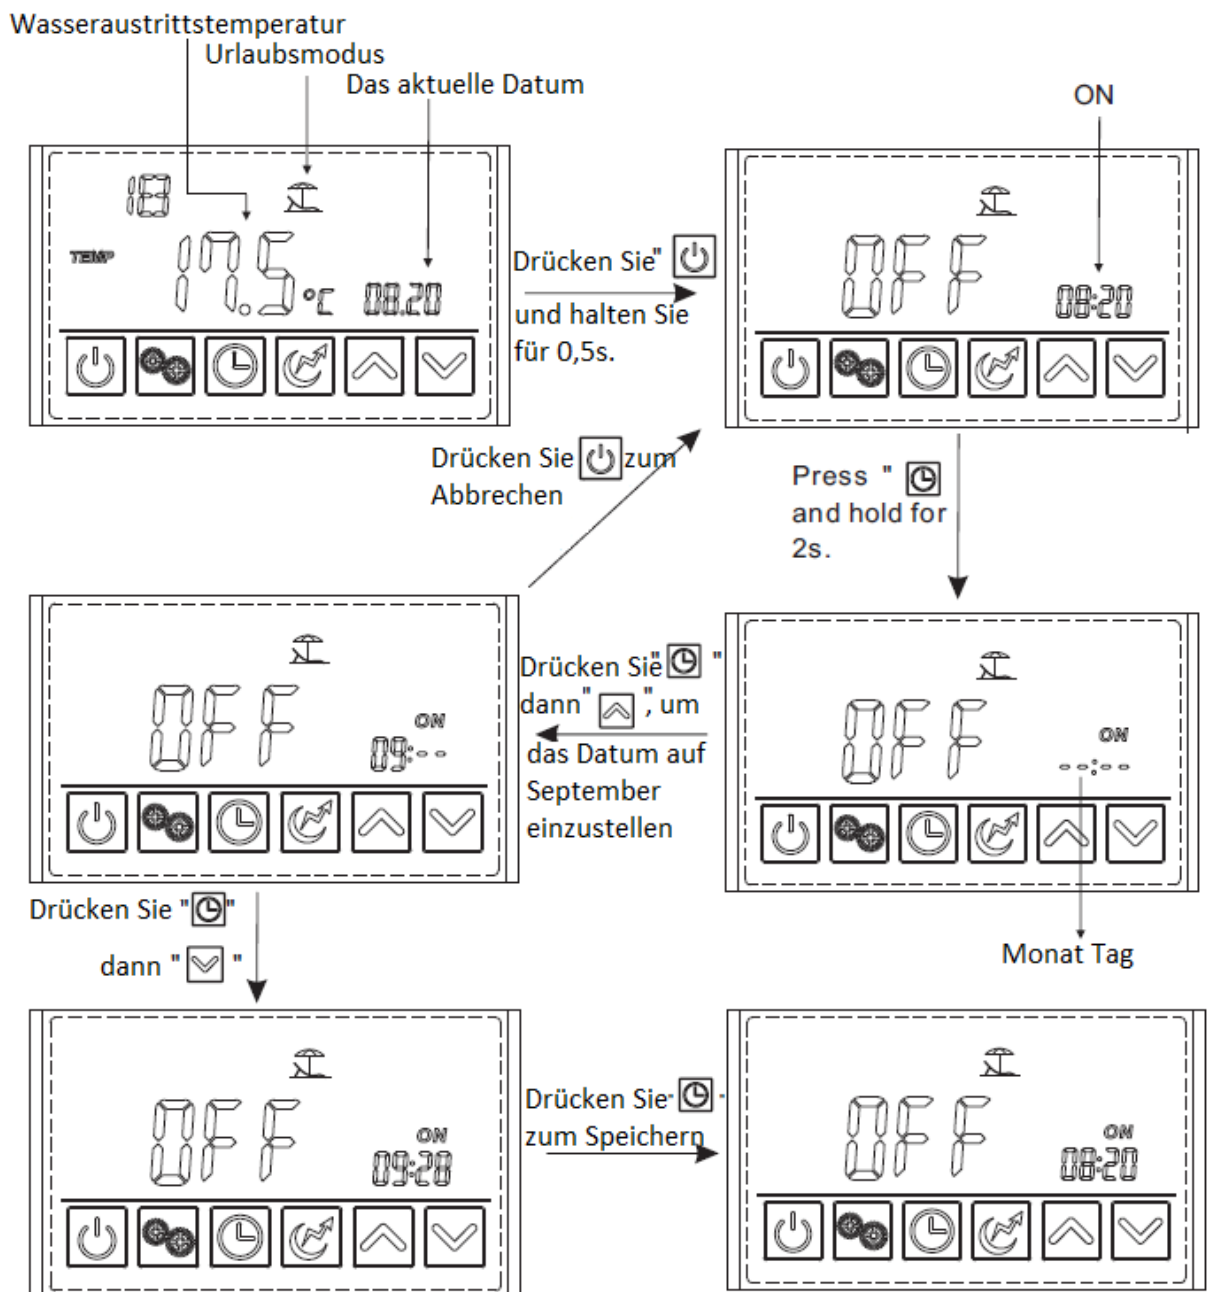 Wasseraustrittstemperatur
Urlaubsmodus
Das aktuelle Datum
ON
18
TEMP
17.5 °C 08.20
Drücken Sie"
und halten Sie
für 0,5s.
OFF
08:20
Drücken Sie zum
Abbrechen
Press "
and hold for
2s.
OFF
ON
09:--
Drücken Sie" "
dann" ", um
das Datum auf
September
einzustellen
OFF
ON
--:--
Monat Tag
Drücken Sie " "
dann " "
OFF
ON
09:28
Drücken Sie- -
zum Speichern
OFF
ON
08:20